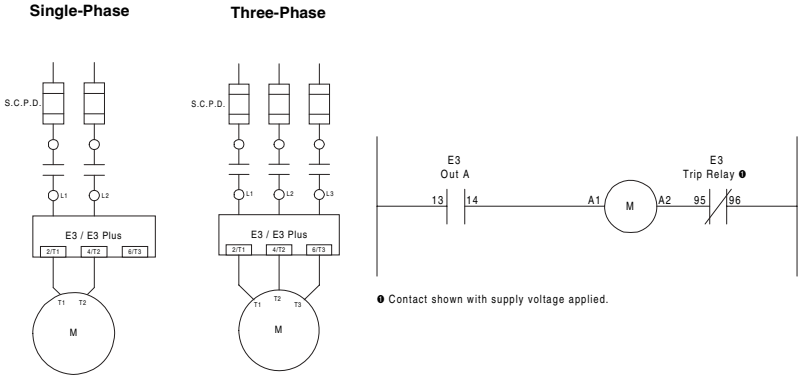 Single-Phase
Three-Phase
S.C.P.D.
L1
L2
E3 / E3 Plus
2/T1
4/T2
6/T3
T1
T2
M
S.C.P.D.
L1
L2
L3
E3 / E3 Plus
2/T1
4/T2
6/T3
T1
T2
T3
M
E3
Out A
13
14
A1
M
A2
E3
Trip Relay ❶
95
96
❶ Contact shown with supply voltage applied.